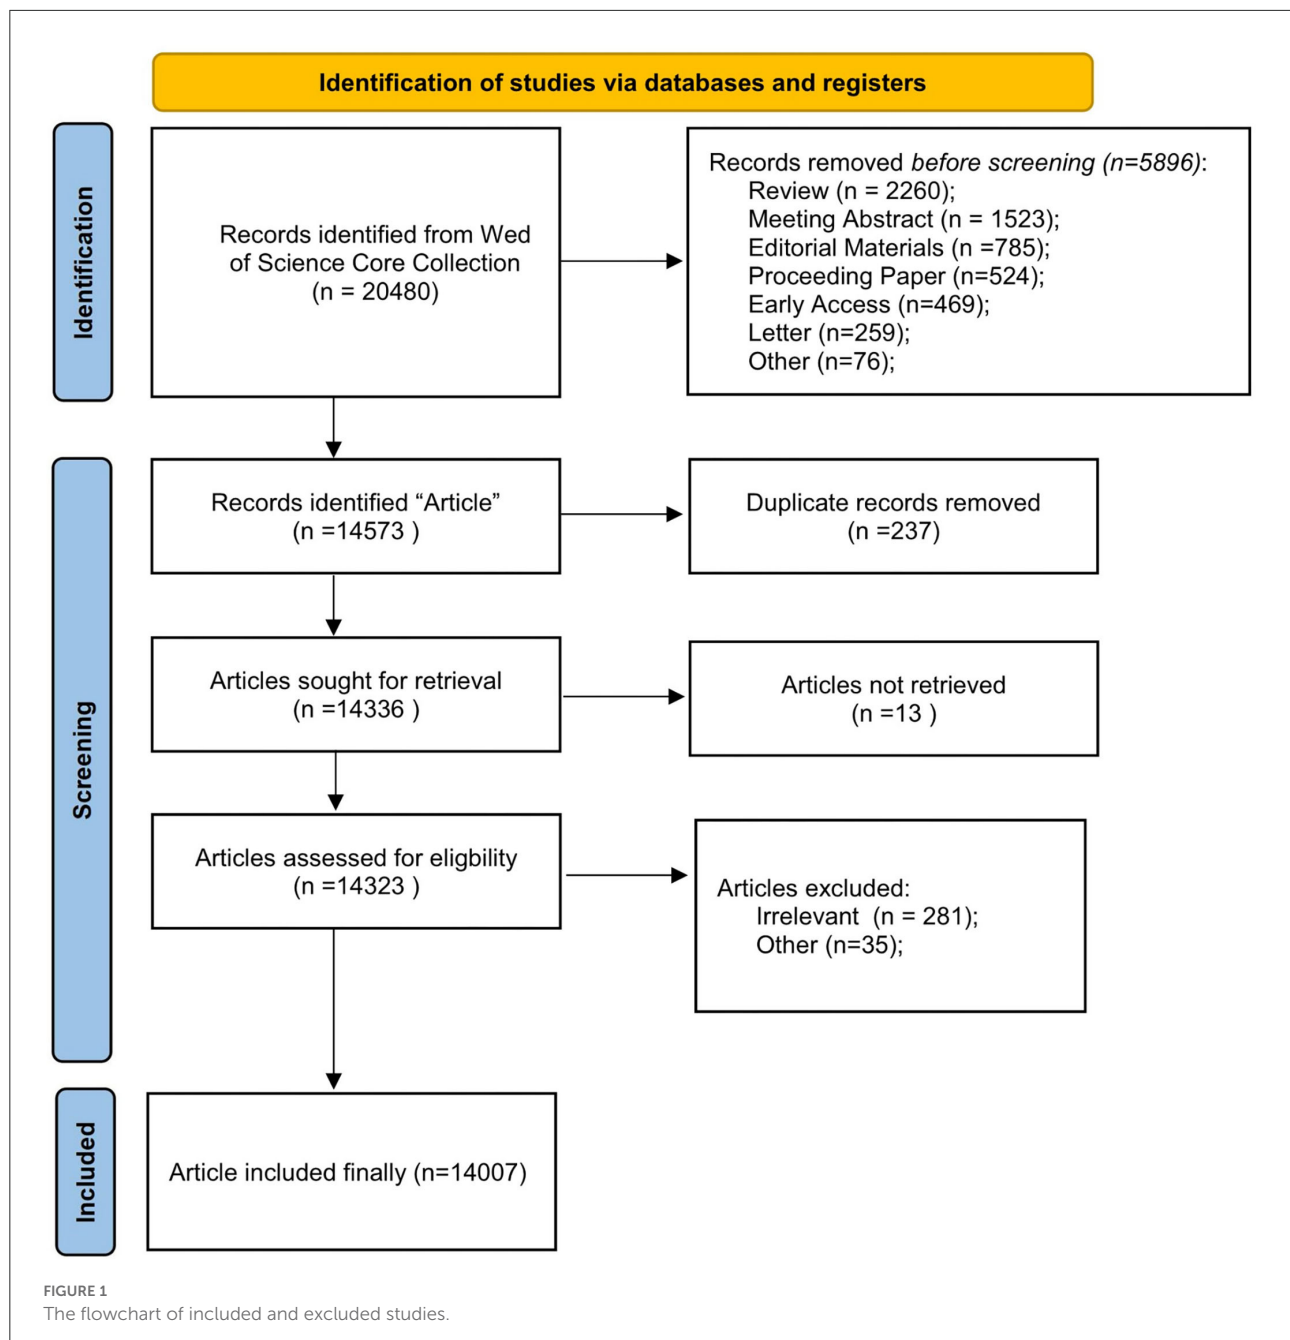 Identification of studies via databases and registers
Identification
Records identified from Wed
of Science Core Collection
(n = 20480)
Records removed before screening (n=5896):
Review (n = 2260);
Meeting Abstract (n = 1523);
Editorial Materials (n =785);
Proceeding Paper (n=524);
Early Access (n=469);
Letter (n=259);
Other (n=76);
Screening
Records identified “Article”
(n =14573 )
Duplicate records removed
(n =237)
Articles sought for retrieval
(n =14336 )
Articles not retrieved
(n =13 )
Articles assessed for eligbility
(n =14323 )
Articles excluded:
Irrelevant  (n = 281);
Other (n=35);
Included
Article included finally (n=14007)
FIGURE 1
The flowchart of included and excluded studies.